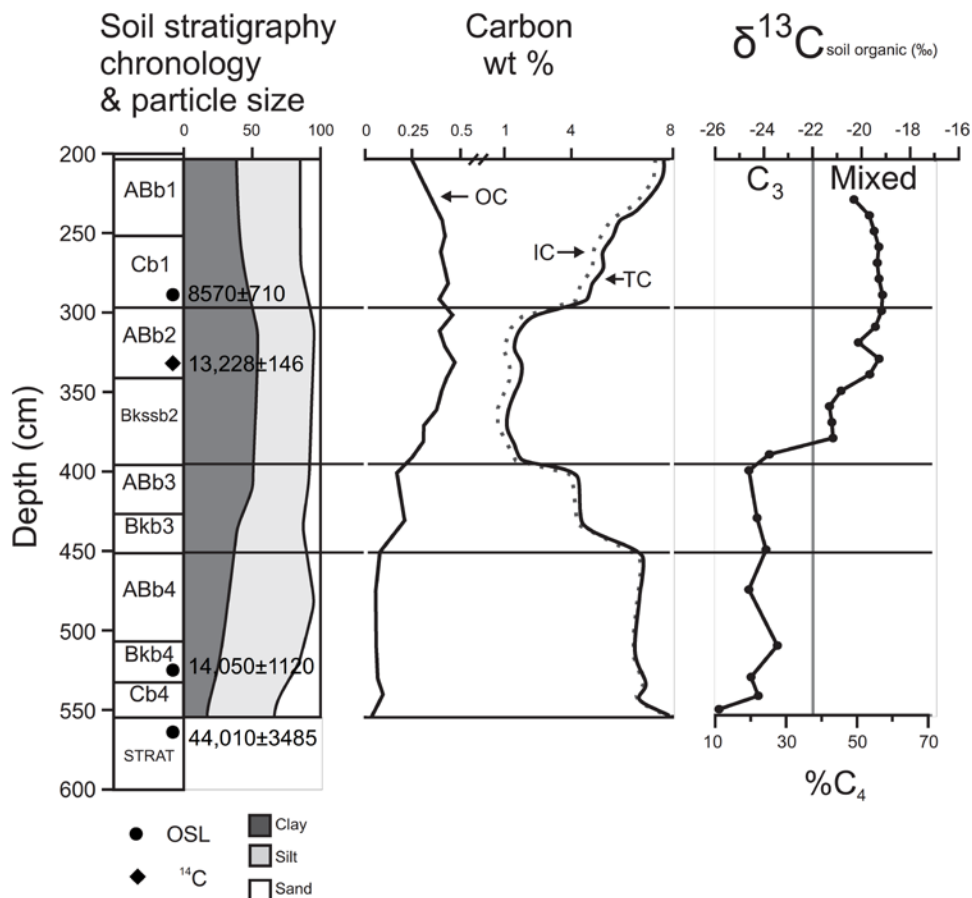 Soil stratigraphy
chronology
& particle size
Carbon
wt %
δ13C soil organic (‰)
0 50 100
0 0.25 0.5 1 4 8
-26 -24 -22 -20 -18 -16
Depth (cm)
200
250
300
350
400
450
500
550
600
ABb1
Cb1
8570±710
ABb2
13,228±146
Bkssb2
ABb3
Bkb3
ABb4
Bkb4
14,050±1120
Cb4
44,010±3485
STRAT
OC
IC
TC
C3 Mixed
10 30 50 70
%C4
OSL
14C
Clay
Silt
Sand